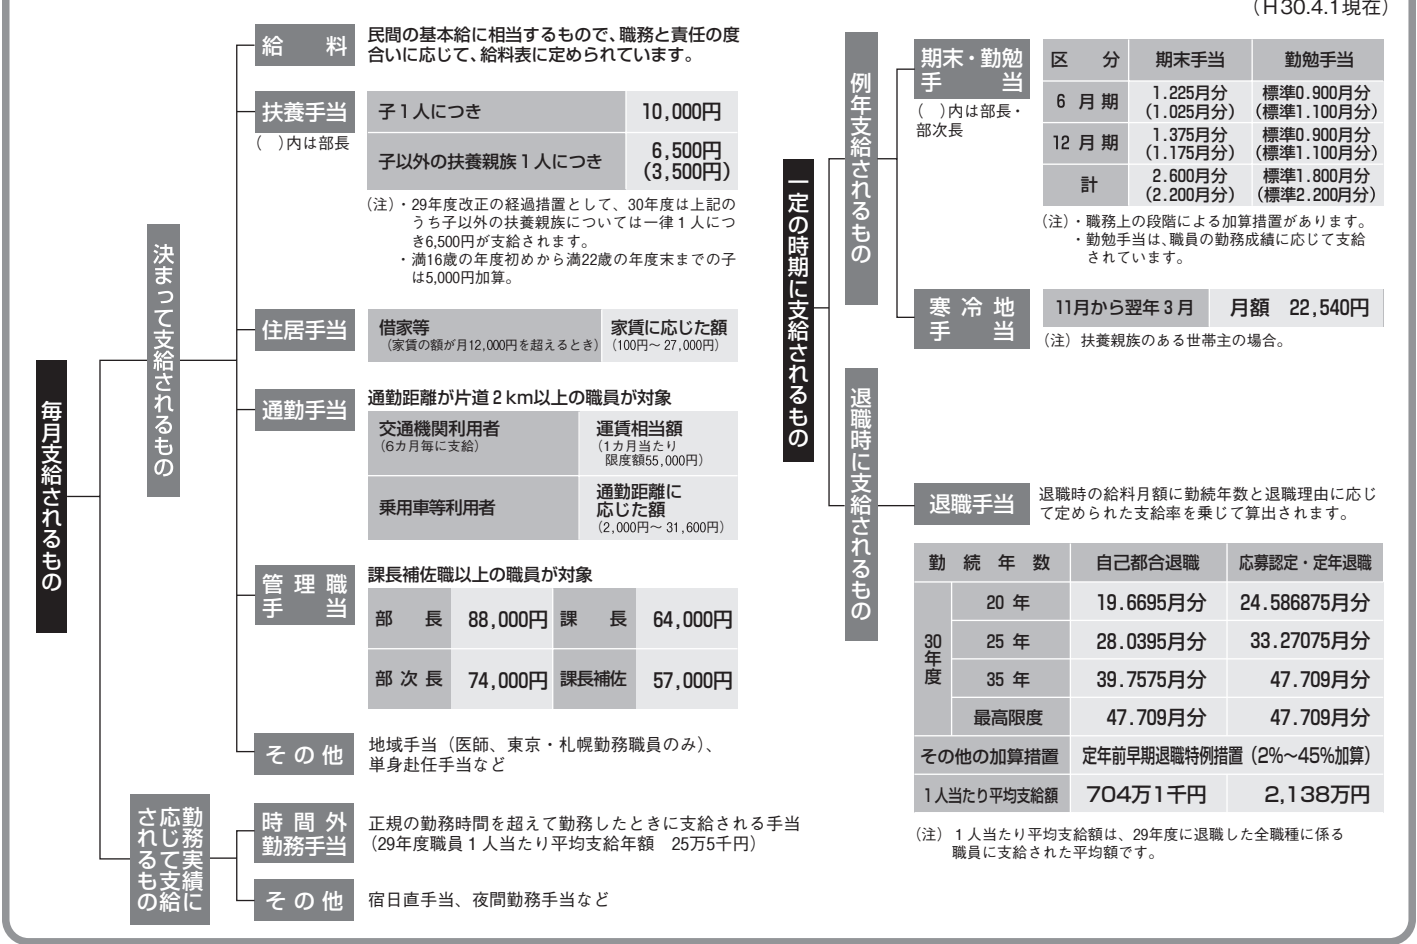 （H30.4.1現在）
毎月支給されるもの
決まって支給されるもの
給　料
民間の基本給に相当するもので、職務と責任の度
合いに応じて、給料表に定められています。
扶養手当
（　）内は部長
子１人につき　10,000円
子以外の扶養親族１人につき　6,500円
（3,500円）
（注）・29年度改正の経過措置として、30年度は上記の
うち子以外の扶養親族については一律１人につ
き6,500円が支給されます。
・満16歳の年度初めから満22歳の年度末までの子
は5,000円加算。
住居手当
借家等　家賃に応じた額
（家賃の額が月12,000円を超えるとき）　（100円～27,000円）
通勤手当
通勤距離が片道２km以上の職員が対象
交通機関利用者　運賃相当額
（6カ月毎に支給）　（1カ月当たり
限度額55,000円）
乗用車等利用者　通勤距離に
応じた額
（2,000円～31,600円）
管理職
手　当
課長補佐職以上の職員が対象
部　長　88,000円　課　長　64,000円
部次長　74,000円　課長補佐　57,000円
その他
地域手当（医師、東京・札幌勤務職員のみ）、
単身赴任手当など
勤務実績に
応じて支給
されるもの
時間外
勤務手当
正規の勤務時間を超えて勤務したときに支給される手当
（29年度職員１人当たり平均支給年額　25万5千円）
その他
宿日直手当、夜間勤務手当など
一定の時期に支給されるもの
例年支給されるもの
期末・勤勉
手　当
（　）内は部長・
部次長
区　分　期末手当　勤勉手当
6 月期　1.225月分　標準0.900月分
（1.025月分）　（標準1.100月分）
12 月期　1.375月分　標準0.900月分
（1.175月分）　（標準1.100月分）
計　2.600月分　標準1.800月分
（2.200月分）　（標準2.200月分）
（注）・職務上の段階による加算措置があります。
・勤勉手当は、職員の勤務成績に応じて支給
されています。
寒冷地
手　当
11月から翌年３月　月額　22,540円
（注）扶養親族のある世帯主の場合。
退職時に支給されるもの
退職手当
退職時の給料月額に勤続年数と退職理由に応じ
て定められた支給率を乗じて算出されます。
勤続年数　自己都合退職　応募認定・定年退職
30年度
20 年　19.6695月分　24.586875月分
25 年　28.0395月分　33.27075月分
35 年　39.7575月分　47.709月分
最高限度　47.709月分　47.709月分
その他の加算措置　定年前早期退職特例措置（2%～45%加算）
１人当たり平均支給額　704万1千円　2,138万円
（注）１人当たり平均支給額は、29年度に退職した全職種に係る
職員に支給された平均額です。